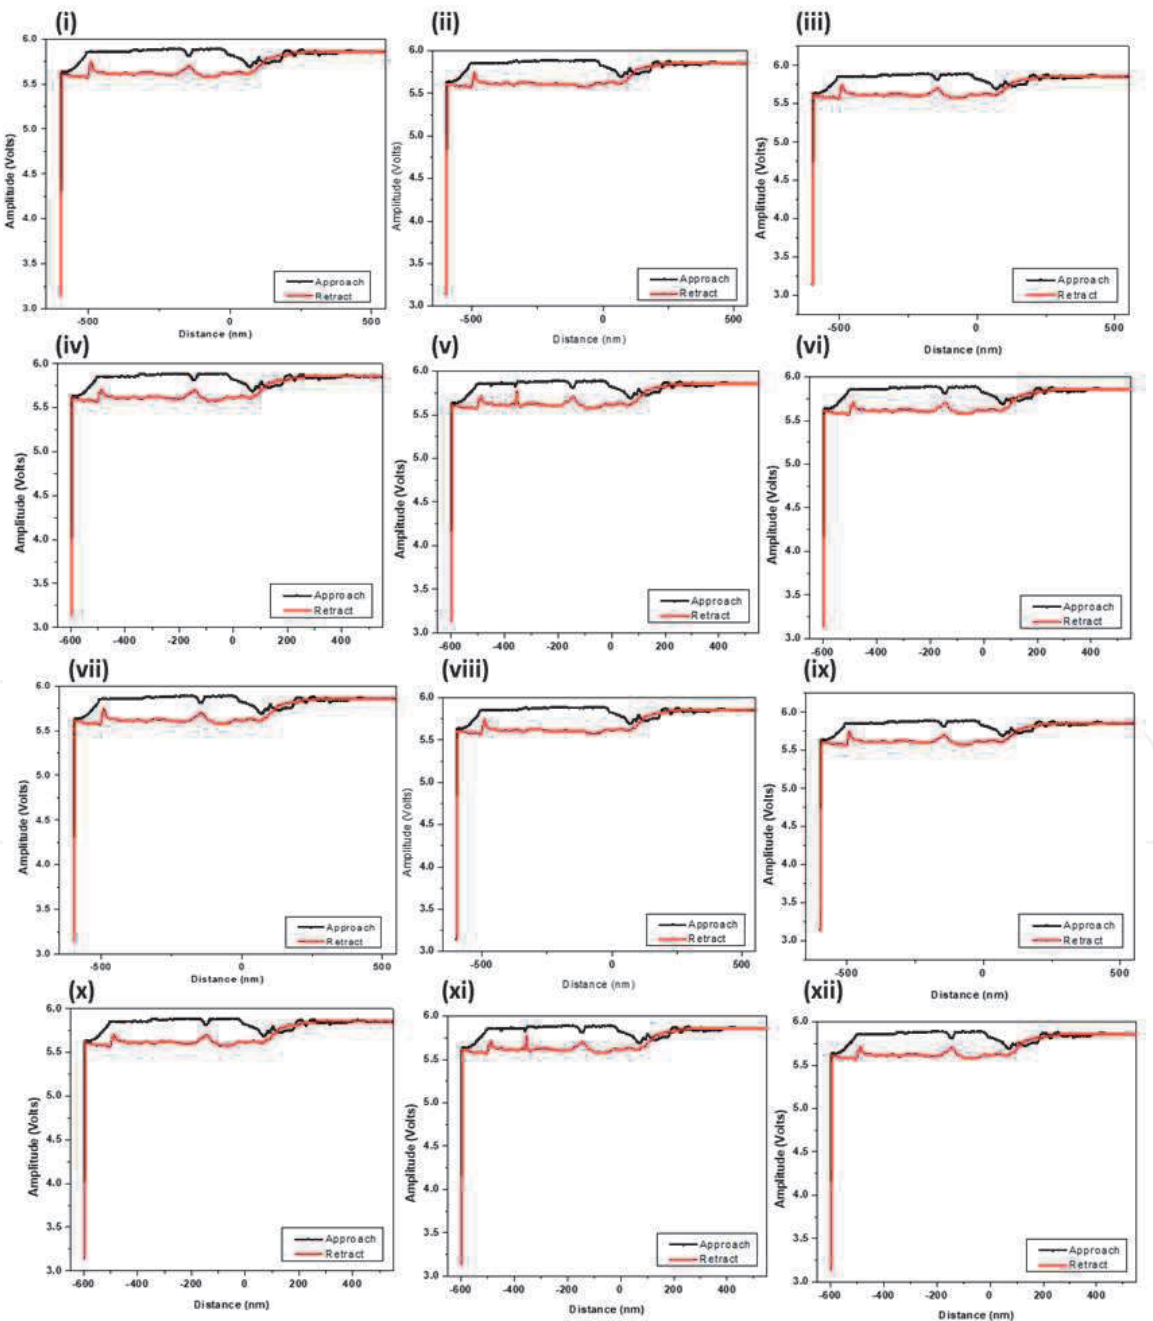 (i)
6.0
5.5
5.0
4.5
4.0
3.5
3.0
Amplitude (Volts)
Approach
Retract
-500
0
500
Distance (nm)
(ii)
6.0
5.5
5.0
4.5
4.0
3.5
3.0
Amplitude (Volts)
Approach
Retract
-500
0
500
Distance (nm)
(iii)
6.0
5.5
5.0
4.5
4.0
3.5
3.0
Amplitude (Volts)
Approach
Retract
-500
0
500
Distance (nm)
(iv)
6.0
5.5
5.0
4.5
4.0
3.5
3.0
Amplitude (Volts)
Approach
Retract
-600
-400
-200
0
200
400
(v)
6.0
5.5
5.0
4.5
4.0
3.5
3.0
Amplitude (Volts)
Approach
Retract
-600
-400
-200
0
200
400
(vi)
6.0
5.5
5.0
4.5
4.0
3.5
3.0
Amplitude (Volts)
Approach
Retract
-600
-400
-200
0
200
400
(vii)
6.0
5.5
5.0
4.5
4.0
3.5
3.0
Amplitude (Volts)
Approach
Retract
-500
0
500
Distance (nm)
(viii)
6.0
5.5
5.0
4.5
4.0
3.5
3.0
Amplitude (Volts)
Approach
Retract
-500
0
500
Distance (nm)
(ix)
6.0
5.5
5.0
4.5
4.0
3.5
3.0
Amplitude (Volts)
Approach
Retract
-500
0
500
Distance (nm)
(x)
6.0
5.5
5.0
4.5
4.0
3.5
3.0
Amplitude (Volts)
Approach
Retract
-600
-400
-200
0
200
400
Distance (nm)
(xi)
6.0
5.5
5.0
4.5
4.0
3.5
3.0
Amplitude (Volts)
Approach
Retract
-600
-400
-200
0
200
400
Distance (nm)
(xii)
6.0
5.5
5.0
4.5
4.0
3.5
3.0
Amplitude (Volts)
Approach
Retract
-600
-400
-200
0
200
400
Distance (nm)